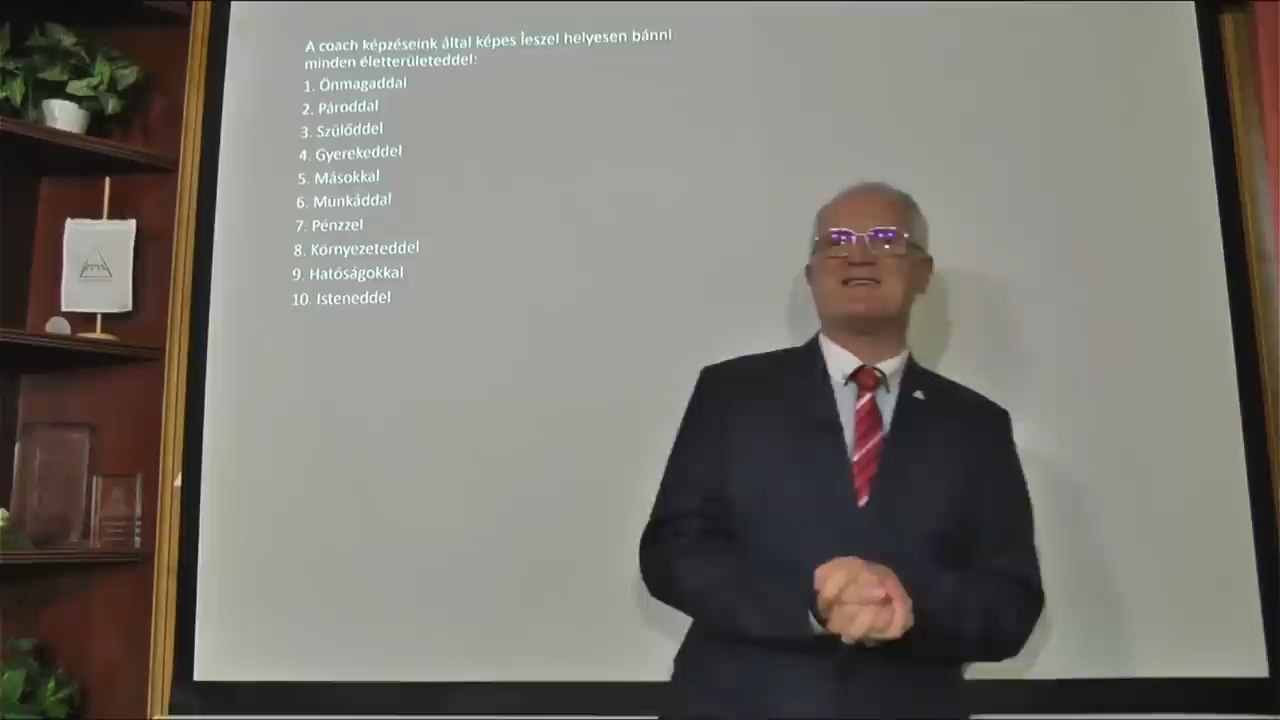 A coach képzéseink által képes leszel helyesen bánni
minden életterületeddel:
1. Önmagaddal
2. Pároddal
3. Szülőddel
4. Gyerekeddel
5. Másokkal
6. Munkáddal
7. Pénzzel
8. Környezeteddel
9. Hatóságokkal
10. Isteneddel